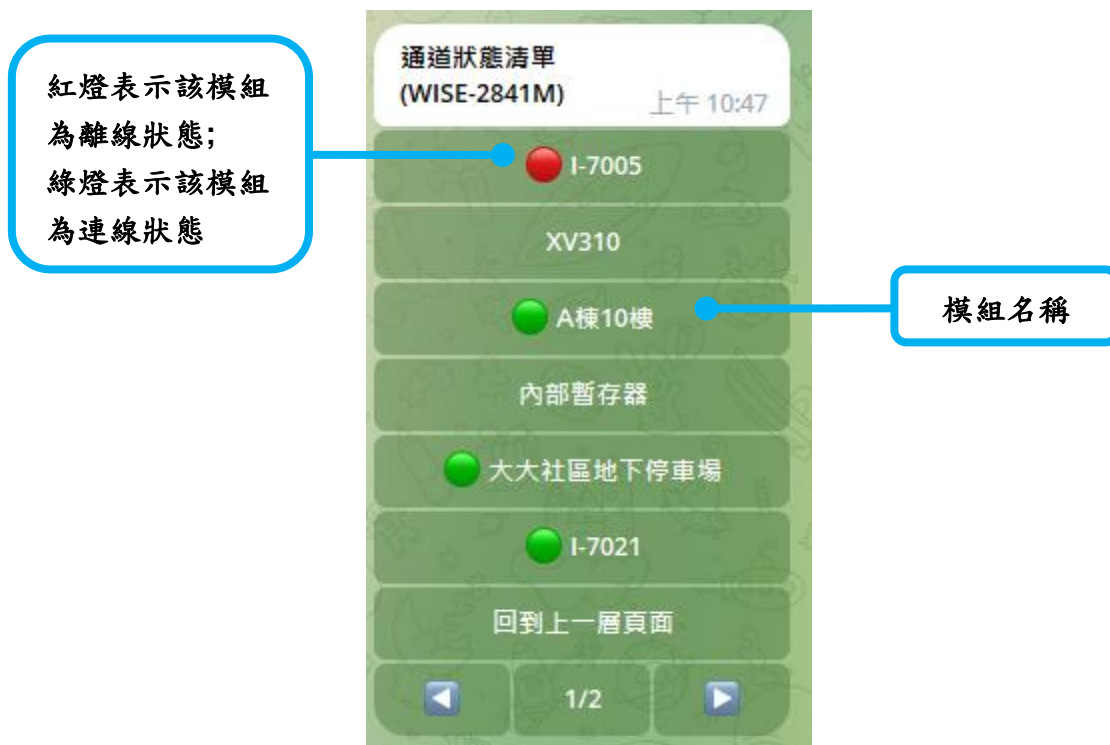 紅燈表示該模組
為離線狀態;
綠燈表示該模組
為連線狀態
通道狀態清單
(WISE-2841M)
上午 10:47
I-7005
XV310
A棟10樓
模組名稱
內部暫存器
大大社區地下停車場
I-7021
回到上一層頁面
1/2